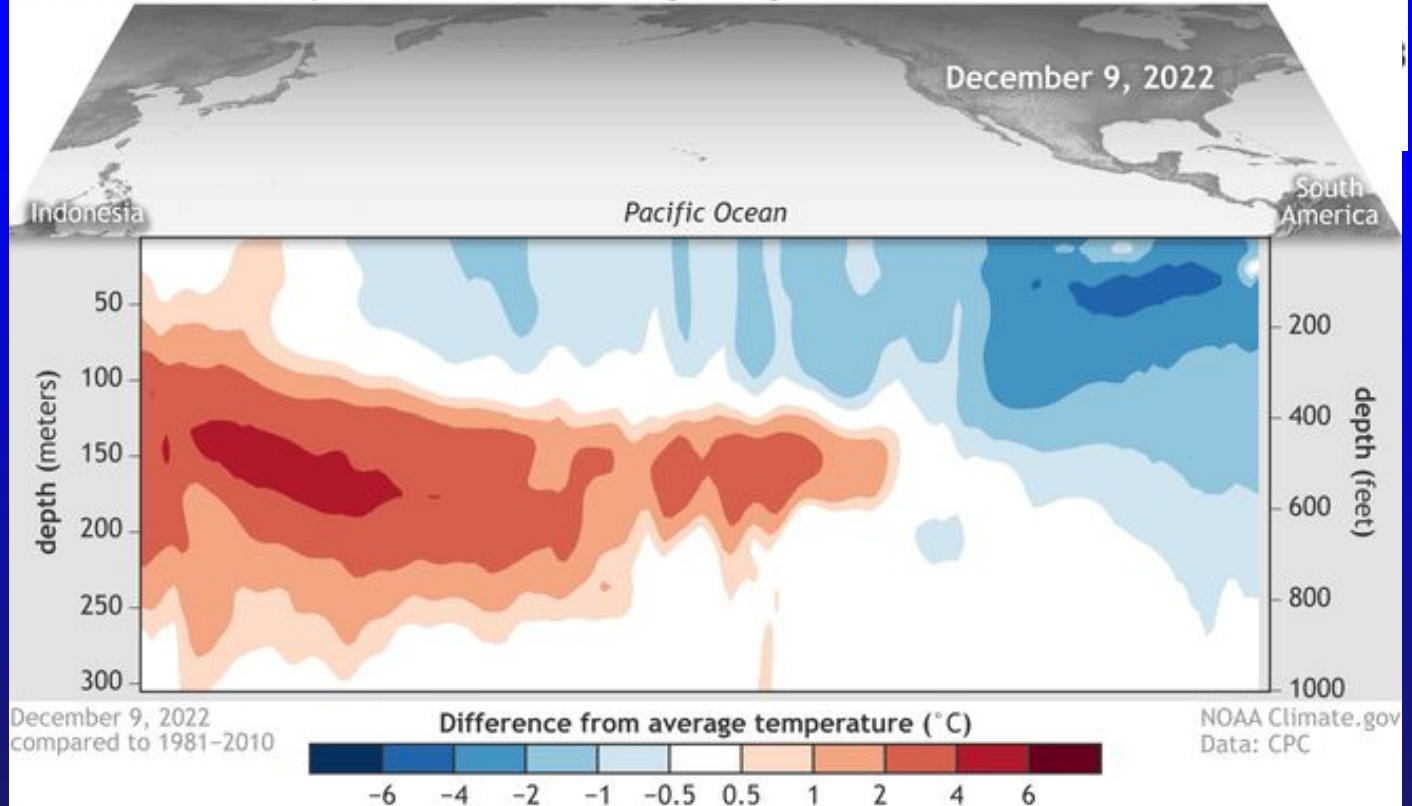 December 9, 2022
Indonesia
Pacific Ocean
South
America
depth (meters)
50
100
150
200
250
300
200
400
600
800
1000
depth (feet)
December 9, 2022
compared to 1981–2010
Difference from average temperature (°C)
-6 -4 -2 -1 -0.5 0.5 1 2 4 6
NOAA Climate.gov
Data: CPC